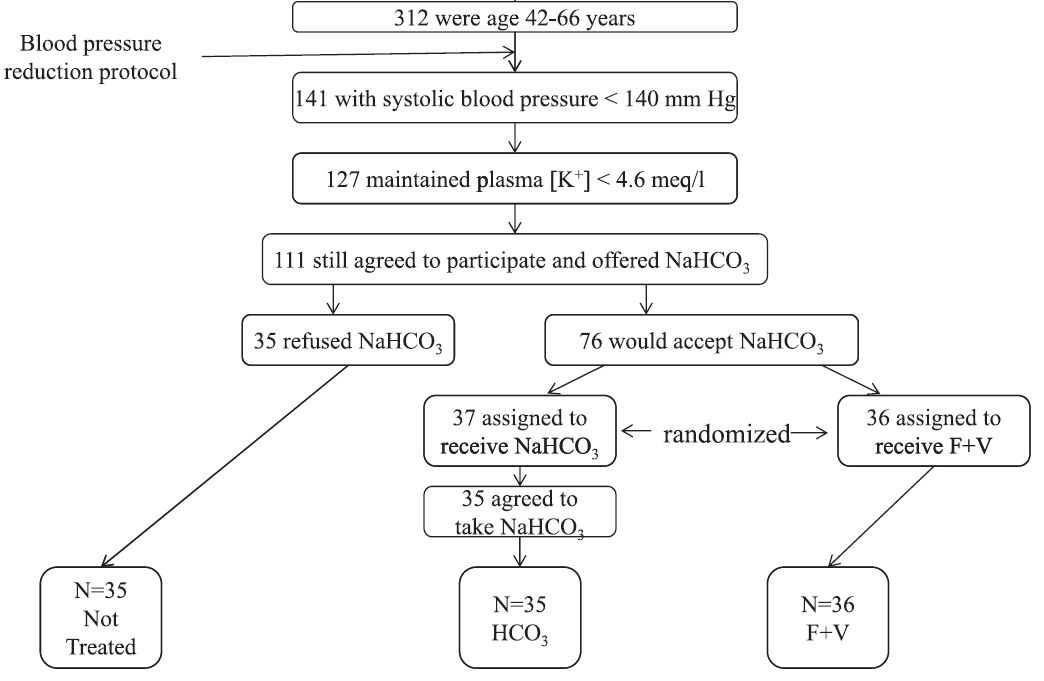 312 were age 42-66 years
Blood pressure
reduction protocol
141 with systolic blood pressure < 140 mm Hg
127 maintained plasma [K⁺] < 4.6 meq/l
111 still agreed to participate and offered NaHCO₃
35 refused NaHCO₃
76 would accept NaHCO₃
37 assigned to
receive NaHCO₃
randomized
36 assigned to
receive F+V
35 agreed to
take NaHCO₃
N=35
Not
Treated
N=35
HCO₃
N=36
F+V